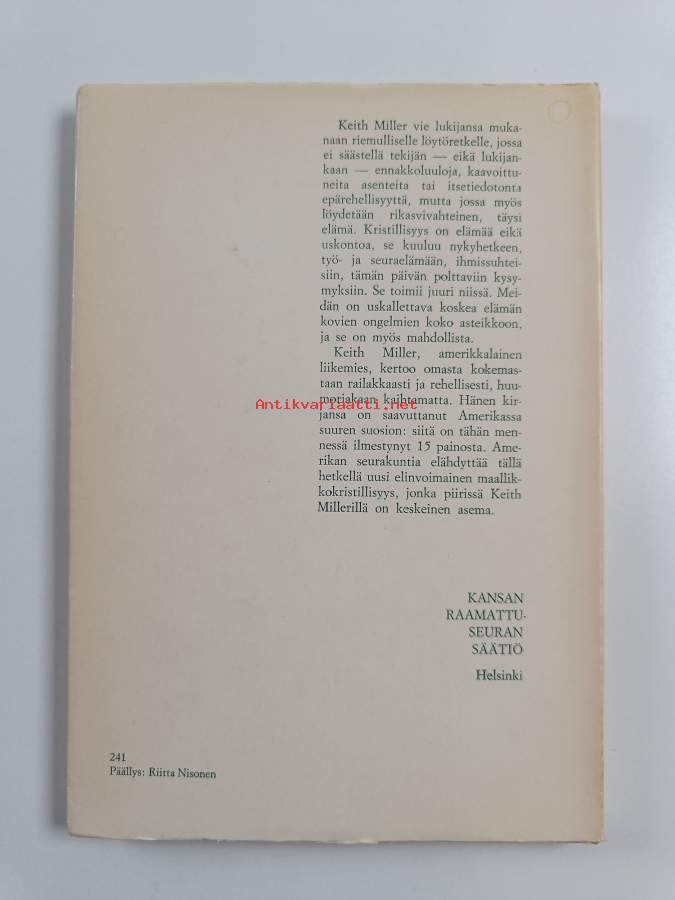 Keith Miller vie lukijansa muka-
naan riemulliselle löytöretkelle, jossa
ei säästellä tekijän — eikä lukijan-
kaan — ennakkoluuloja, kaavoittu-
neita asenteita tai itsetiedotonta
epärehellisyyttä, mutta jossa myös
löydetään rikasvivahteinen, täysi
elämä. Kristillisyys on elämää eikä
uskontoa, se kuuluu nykyhetkeen,
työ- ja seuraelämään, ihmissuhtei-
siin, tämän päivän polttaviin kysy-
myksiin. Se toimii juuri niissä. Mei-
dän on uskallettava koskea elämän
kovien ongelmien koko asteikkoon,
ja se on myös mahdollista.
Keith Miller, amerikkalainen
liikemies, kertoo omasta kokemas-
taan railakkaasti ja rehellisesti, huu-
morjakaan kaihtamatta. Hänen kir-
Antikvariaatti.net
jansa on saavuttanut Amerikassa
suuren suosion: siitä on tähän men-
nessä ilmestynyt 15 painosta. Ame-
rikan seurakuntia elähdyttää tällä
hetkellä uusi elinvoimainen maallik-
kokristillisyys, jonka piirissä Keith
Millerillä on keskeinen asema.
KANSAN
RAAMATTU-
SEURAN
SÄÄTIÖ
Helsinki
241
Päällys: Riitta Nisonen